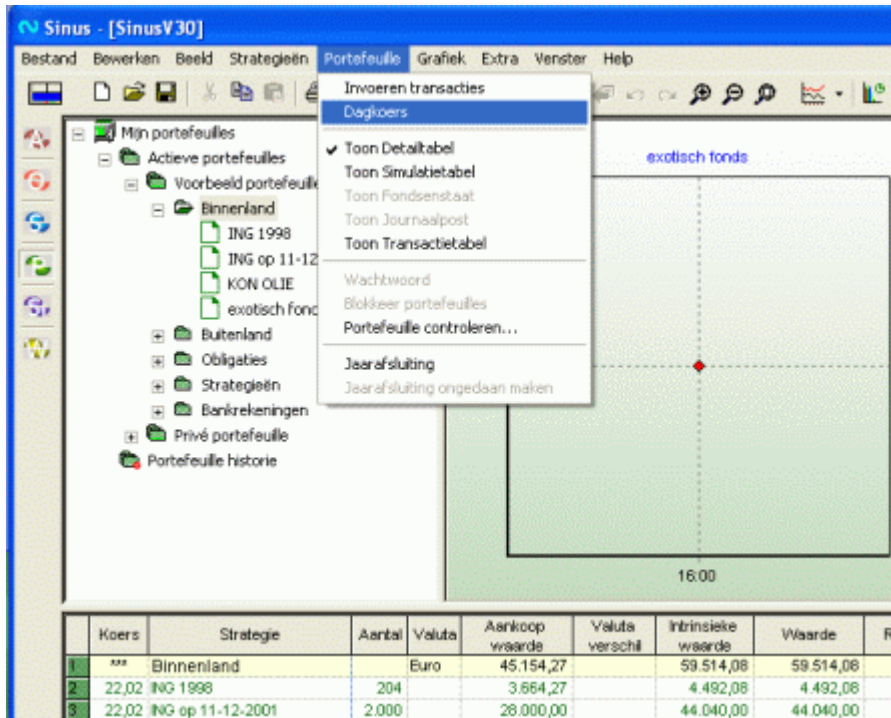 Sinus - [SinusV30]
Bestand Bewerken Beeld Strategieën Portefeuille Grafiek Extra Venster Help
Invoeren transacties
Dagkoers
Toon Detailtabel
Toon Simulatietabel
Toon Fondsenstaat
Toon Journaalpost
Toon Transactietabel
Wachtwoord
Blokkeer portefeuilles
Portefeuille controleren...
Jaarafsluiting
Jaarafsluiting ongedaan maken
Mijn portefeuilles
Actieve portefeuilles
Voorbeeld portefeuille
Binnenland
ING 1998
ING op 11-12
KON OLIE
exotisch fond
Buitenland
Obligaties
Strategieën
Bankrekeningen
Privé portefeuille
Portefeuille historie
exotisch fonds
16:00
Koers Strategie Aantal Valuta Aankoop waarde Valuta verschil Intrinsieke waarde Waarde R
1 *** Binnenland Euro 45.154,27 59.514,08 59.514,08
2 22,02 ING 1998 204 3.664,27 4.492,08 4.492,08
3 22,02 ING op 11-12-2001 2.000 28.000,00 44.040,00 44.040,00